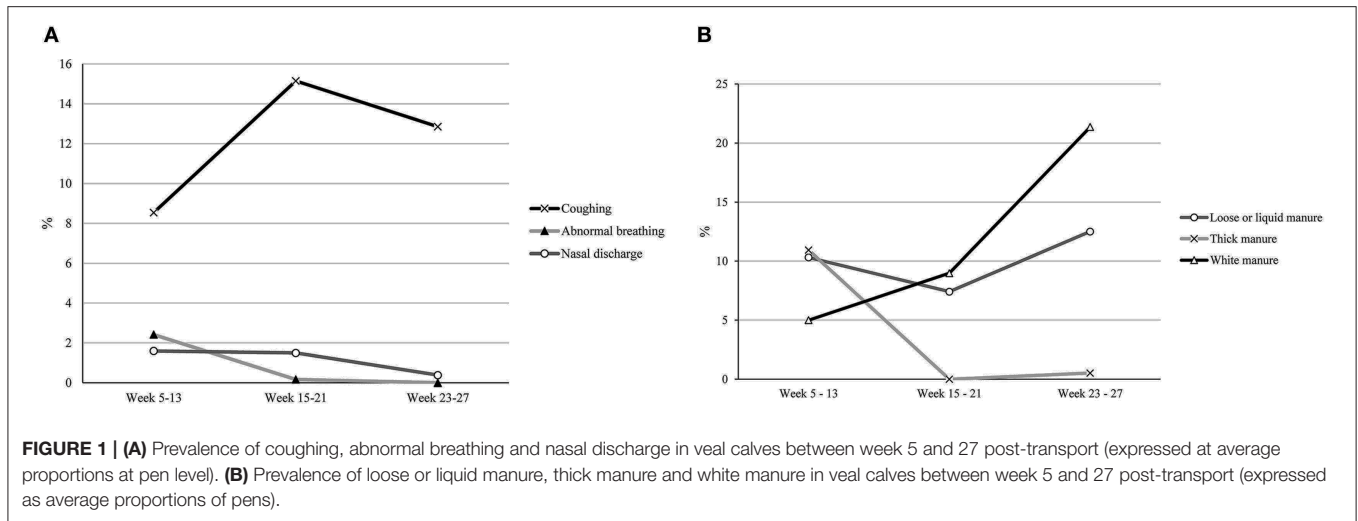 A
16
14
12
10
8
6
4
2
0
%
Week 5-13
Week 15-21
Week 23-27
Coughing
Abnormal breathing
Nasal discharge
B
25
20
15
10
5
0
%
Week 5 - 13
Week 15 - 21
Week 23 - 27
Loose or liquid manure
Thick manure
White manure
FIGURE 1 | (A) Prevalence of coughing, abnormal breathing and nasal discharge in veal calves between week 5 and 27 post-transport (expressed at average
proportions at pen level). (B) Prevalence of loose or liquid manure, thick manure and white manure in veal calves between week 5 and 27 post-transport (expressed
as average proportions of pens).